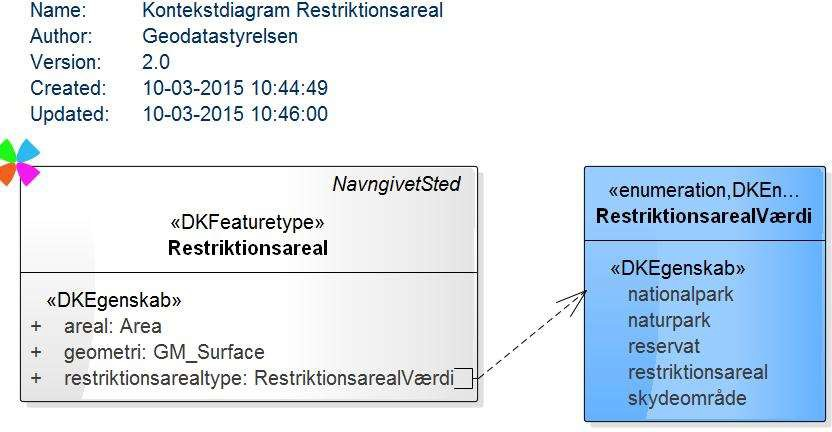 Name: Kontekstdiagram Restriktionsareal
Author: Geodatastyrelsen
Version: 2.0
Created: 10-03-2015 10:44:49
Updated: 10-03-2015 10:46:00
NavngivetSted
«DKFeaturetype»
Restriktionsareal
«DKEgenskab»
+ areal: Area
+ geometri: GM_Surface
+ restriktionsarealtype: RestriktionsarealVærdi
«enumeration,DKEn...
RestriktionsarealVærdi
«DKEgenskab»
nationalpark
naturpark
reservat
restriktionsareal
skydeområde